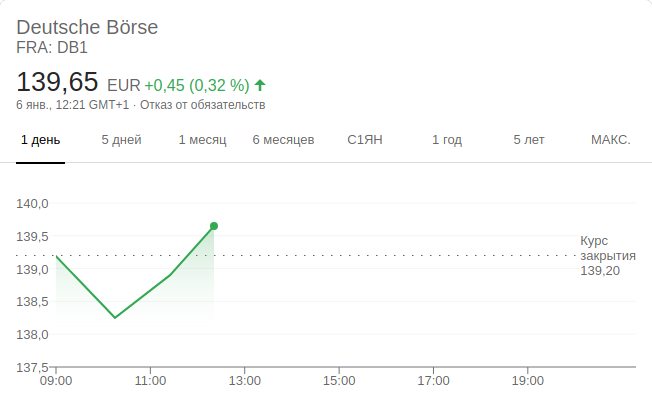 Deutsche Börse
FRA: DB1
139,65 EUR +0,45 (0,32 %)
6 янв., 12:21 GMT+1 · Отказ от обязательств
1 день 5 дней 1 месяц 6 месяцев С1ЯН 1 год 5 лет МАКС.
140,0
139,5
139,0
138,5
138,0
137,5
Курс
закрытия
139,20
09:00 11:00 13:00 15:00 17:00 19:00